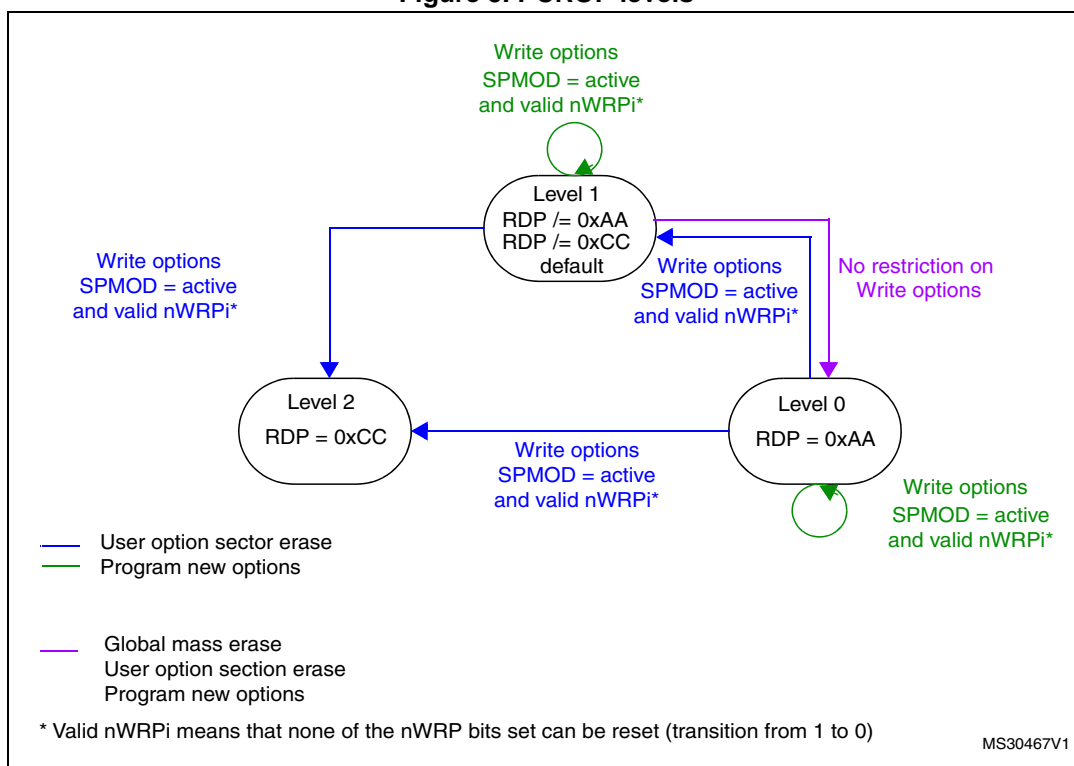 Write options
SPMOD = active
and valid nWRPi*
Level 1
RDP /= 0xAA
RDP /= 0xCC
default
Write options
SPMOD = active
and valid nWRPi*
Write options
SPMOD = active
and valid nWRPi*
No restriction on
Write options
Level 2
RDP = 0xCC
Level 0
RDP = 0xAA
Write options
SPMOD = active
and valid nWRPi*
Write options
SPMOD = active
and valid nWRPi*
User option sector erase
Program new options
Global mass erase
User option section erase
Program new options
* Valid nWRPi means that none of the nWRP bits set can be reset (transition from 1 to 0)
MS30467V1